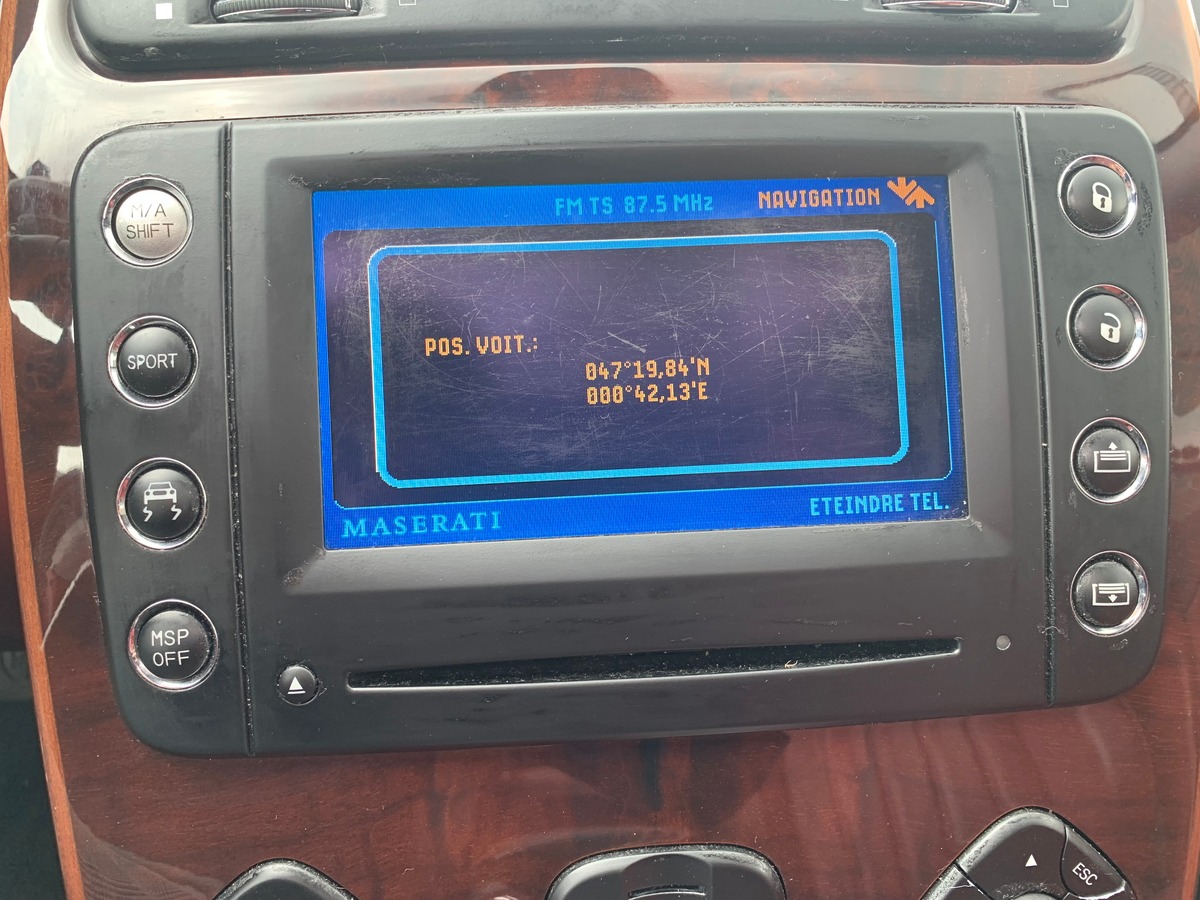 FM TS 87.5 MHz
NAVIGATION
M/A
SHIFT
SPORT
POS. VOIT.:
047°19,84'N
000°42,13'E
MASERATI
ETEINDRE TEL.
MSP
OFF
ESC